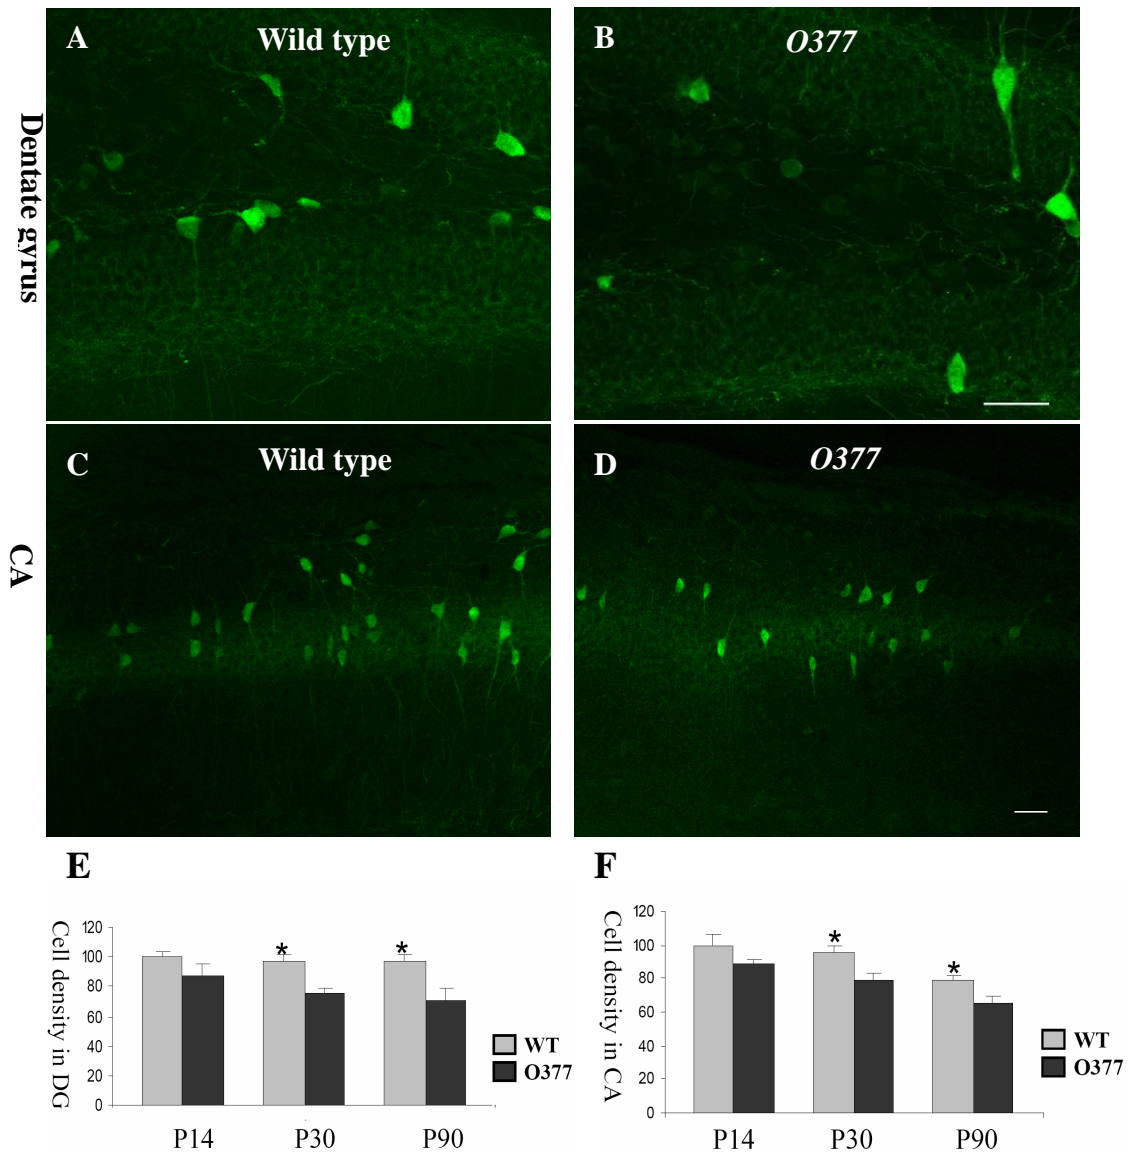 A
Wild type
B
O377
Dentate gyrus
C
Wild type
D
O377
CA
E
Cell density in DG
120
100
80
60
40
20
0
*
*
P14
P30
P90
WT
O377
F
Cell density in CA
120
100
80
60
40
20
0
*
*
P14
P30
P90
WT
O377